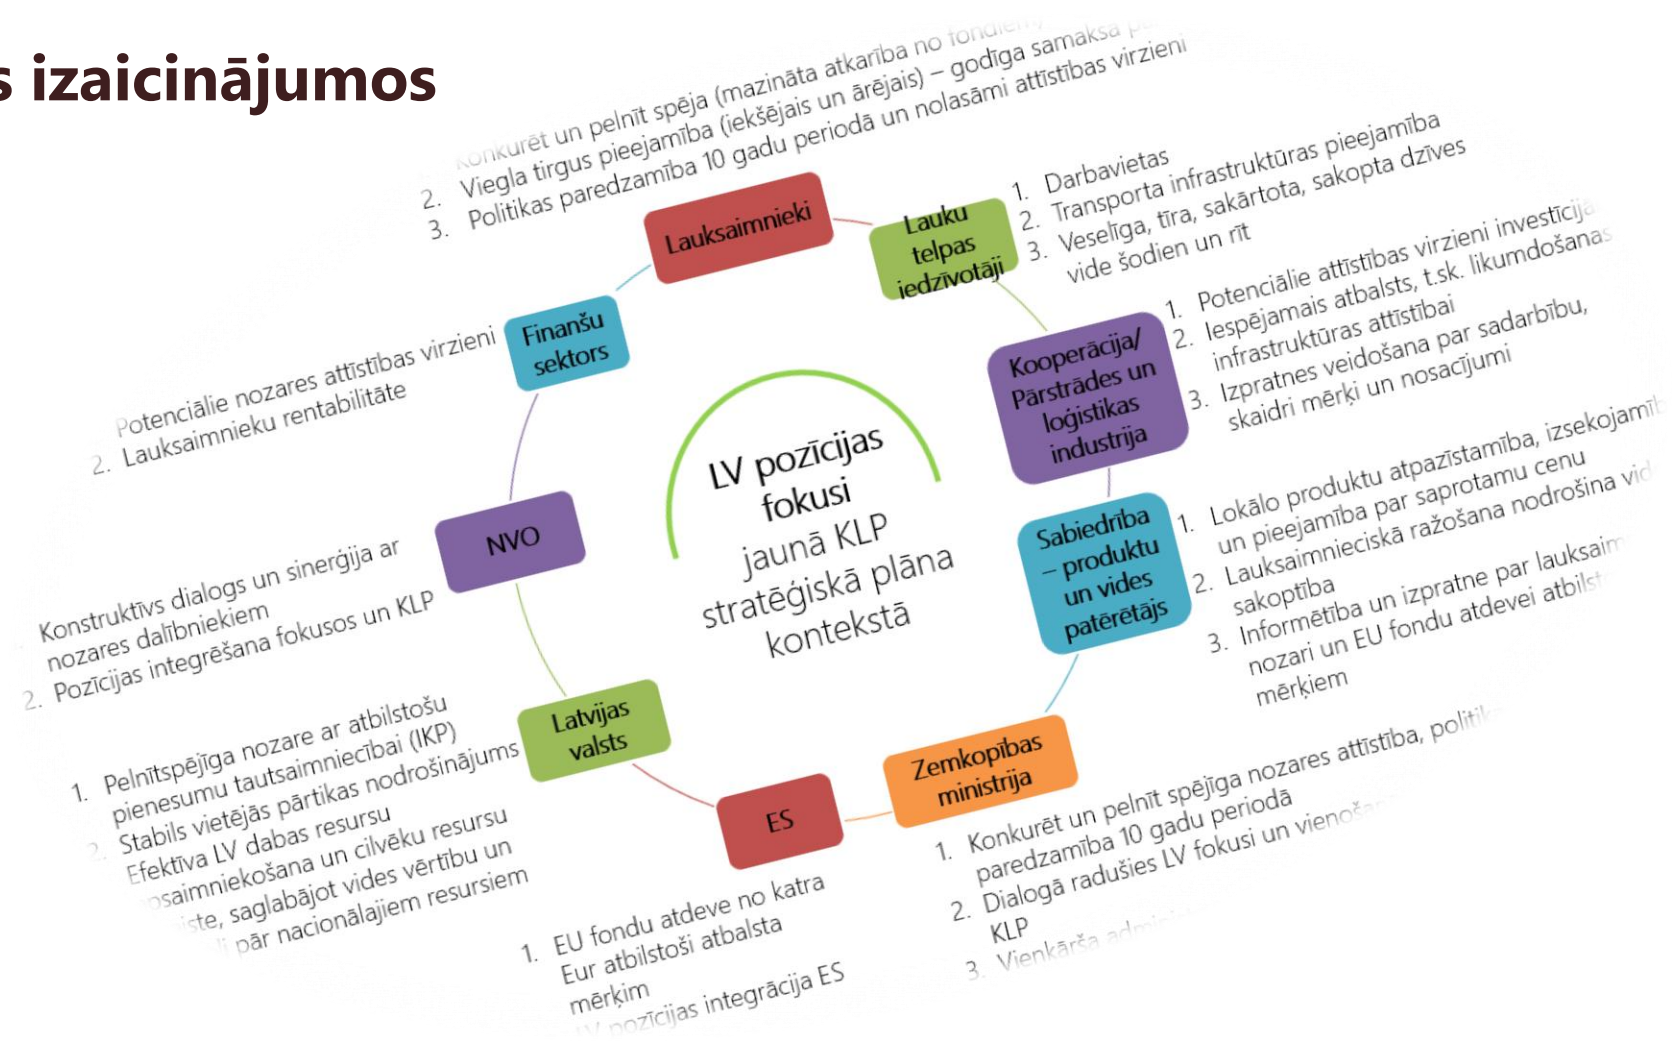 s izaicinājumos
Konkurēt un pelnīt spēja (mazināta atkarība no fondiem)
2. Viegla tirgus pieejamība (iekšējais un ārējais) – godīga samaksa
3. Politikas paredzamība 10 gadu periodā un nolasāmi attīstības virzieni
Lauksaimnieki
Lauku
telpas
iedzīvotāji
1. Darbavietas
2. Transporta infrastruktūras pieejamība
3. Veselīga, tīra, sakārtota, sakopta dzīves
vide šodien un rīt
Kooperācija/
Pārstrādes un
loģistikas
industrija
1. Potenciālie attīstības virzieni
2. Iespējamais atbalsts, t.sk. likumdošanas
infrastruktūras attīstībai
3. Izpratnes veidošana par sadarbību,
skaidri mērķi un nosacījumi
Sabiedrība
– produktu
un vides
patērētājs
1. Lokālo produktu atpazīstamība,
un pieejamība par saprotamu cenu
2. Lauksaimnieciskā ražošana nodrošina
sakoptība
3. Informētība un izpratne par
nozari un EU fondu atdevei
mērķiem
Zemkopības
ministrija
1. Konkurēt un pelnīt spējīga nozares attīstība,
paredzamība 10 gadu periodā
2. Dialogā radušies LV fokusi un
KLP
3. Vienkārša
ES
1. EU fondu atdeve no katra
Eur atbilstoši atbalsta
mērķim
LV pozīcijas integrācija ES
Latvijas
valsts
1. Pelnītspējīga nozare ar atbilstošu
pienesumu tautsaimniecībai (IKP)
2. Stabils vietējās pārtikas nodrošinājums
Efektīva LV dabas resursu
apsaimniekošana un cilvēku resursu
saglabājot vides vērtību un
pār nacionālajiem resursiem
NVO
Konstruktīvs dialogs un sinerģija ar
nozares dalībniekiem
2. Pozīcijas integrēšana fokusos un KLP
Finanšu
sektors
Potenciālie nozares attīstības virzieni
2. Lauksaimnieku rentabilitāte
LV pozīcijas
fokusi
jaunā KLP
stratēģiskā plāna
kontekstā